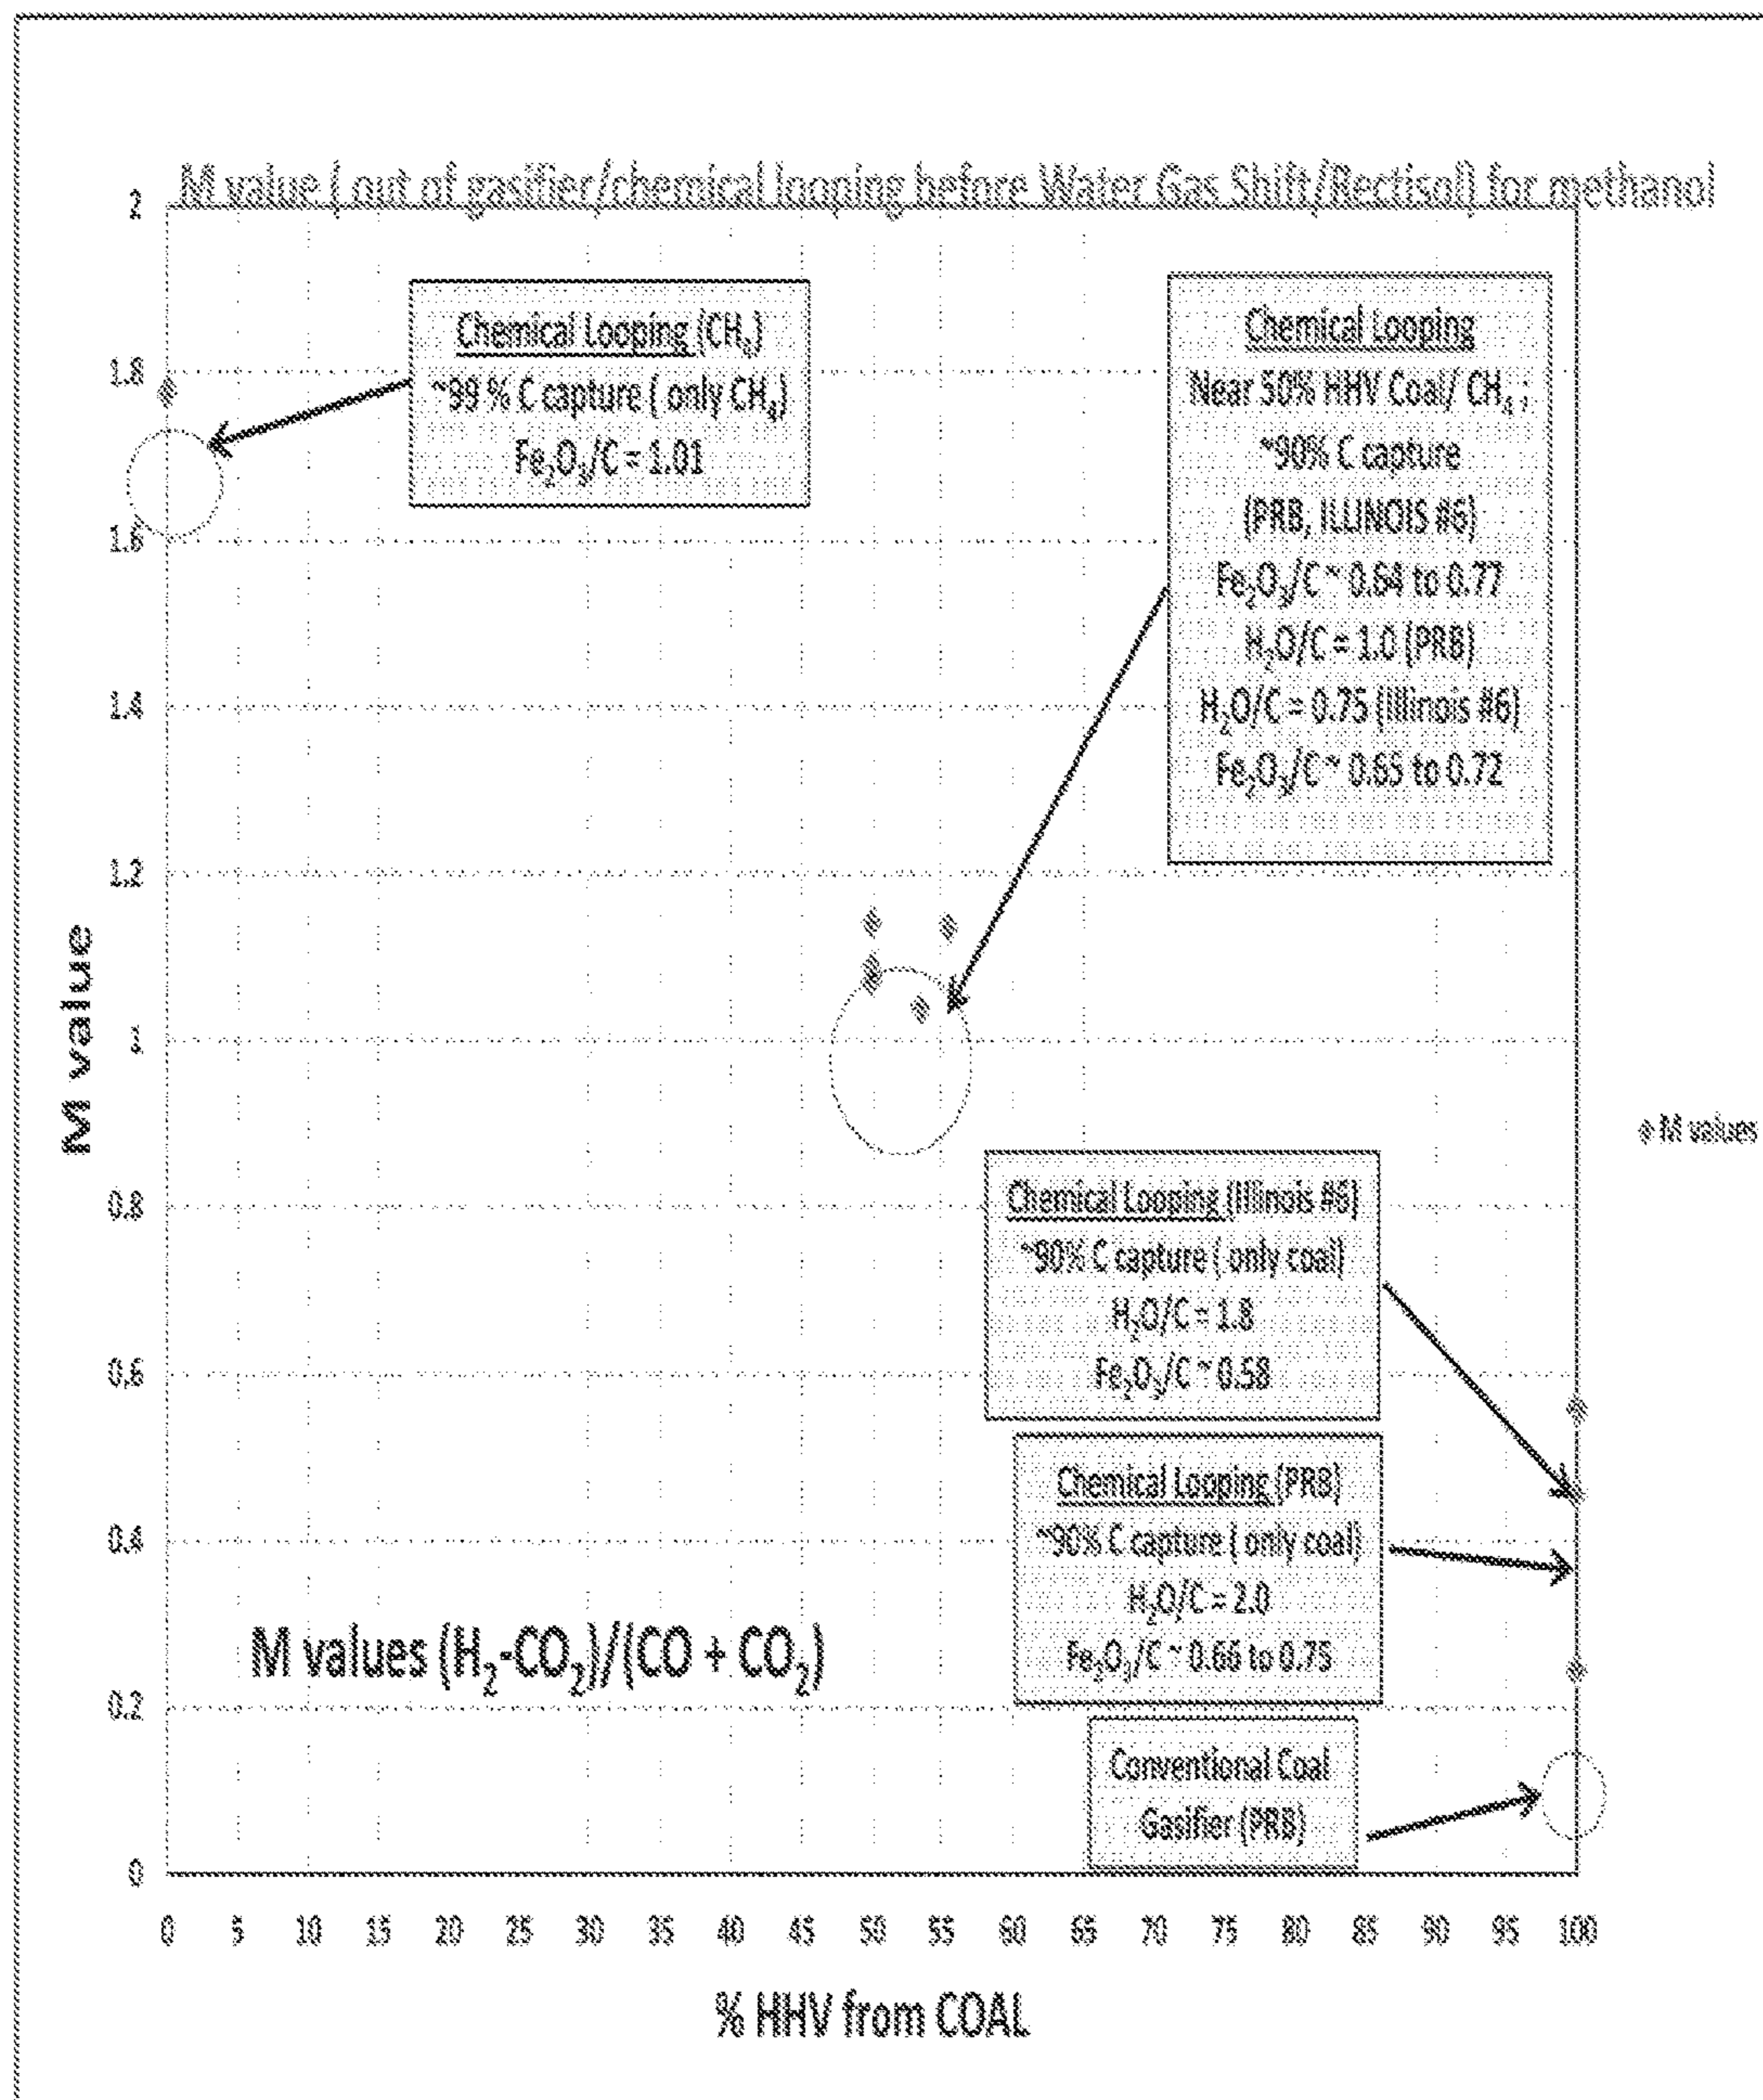 M value ( out of gasifier/chemical looping before Water Gas Shift/Rectisol) for methanol
2
1.8
1.6
1.4
1.2
1
0.8
0.6
0.4
0.2
0
M value
Chemical Looping (CH₄)
~99 % C capture ( only CH₄)
Fe₂O₃/C = 1.01
Chemical Looping
Near 50% HHV Coal/ CH₄ ;
~90% C capture
(PRB, ILLINOIS #6)
Fe₂O₃/C ~ 0.64 to 0.77
H₂O/C = 1.0 (PRB)
H₂O/C = 0.75 (Illinois #6)
Fe₂O₃/C ~ 0.65 to 0.72
M values
Chemical Looping (Illinois #6)
~90% C capture ( only coal)
H₂O/C = 1.8
Fe₂O₃/C ~ 0.58
Chemical Looping (PRB)
~90% C capture ( only coal)
H₂O/C = 2.0
Fe₂O₃/C ~ 0.66 to 0.75
M values (H₂-CO₂)/(CO + CO₂)
Conventional Coal
Gasifier (PRB)
0 5 10 15 20 25 30 35 40 45 50 55 60 65 70 75 80 85 90 95 100
% HHV from COAL